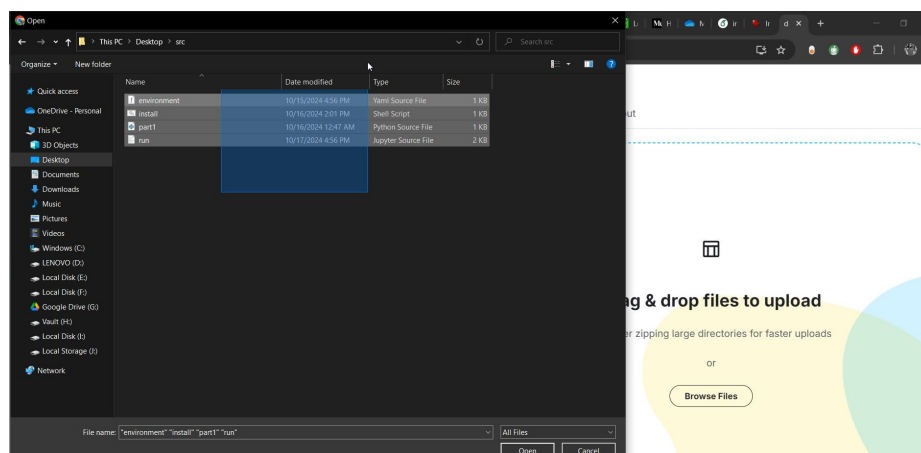 Open
This PC > Desktop > src
Search src
Organize
New folder
Name
Date modified
Type
Size
Quick access
OneDrive - Personal
This PC
3D Objects
Desktop
Documents
Downloads
Music
Pictures
Videos
Windows (C:)
LENOVO (D:)
Local Disk (E:)
Local Disk (F:)
Google Drive (G:)
Vault (H:)
Local Disk (I:)
Local Storage (J:)
Network
environment 10/15/2024 4:56 PM Yaml Source File 1 KB
install 10/16/2024 2:01 PM Shell Script 1 KB
part1 10/16/2024 12:47 AM Python Source File 1 KB
run 10/17/2024 4:56 PM Jupyter Source File 2 KB
File name: "environment" "install" "part1" "run"
All Files
Open
Cancel
ut
ag & drop files to upload
er zipping large directories for faster uploads
or
Browse Files